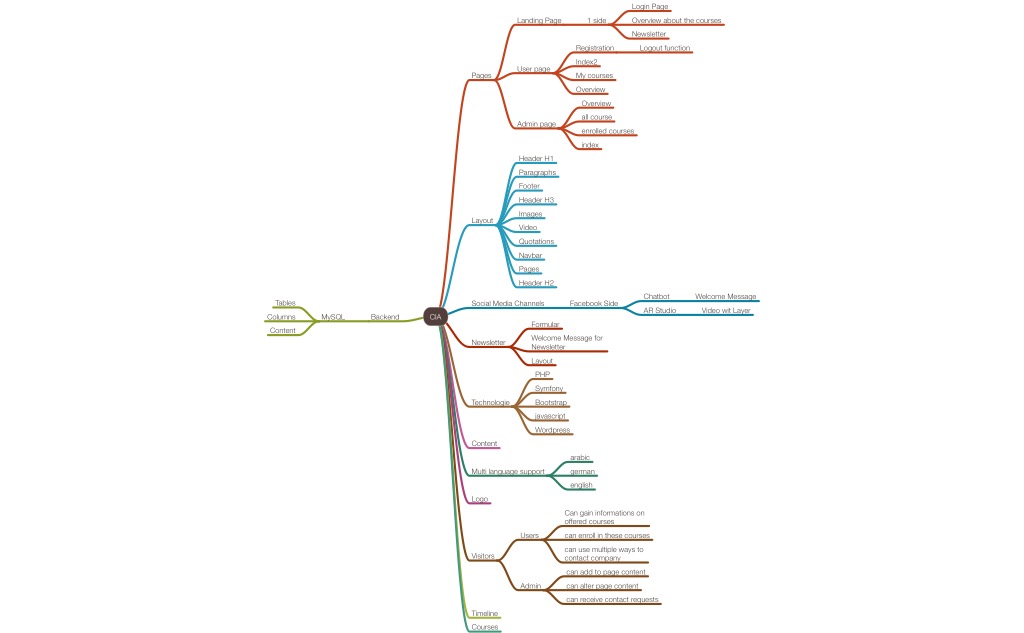 Login Page
Landing Page
1 side
Overview about the courses
Newsletter
Registration
Logout function
Index2
User page
My courses
Pages
Overview
Overview
all course
Admin page
enrolled courses
index
Header H1
Paragraphs
Footer
Header H3
Images
Layout
Video
Quotations
Navbar
Pages
Header H2
Chatbot
Welcome Message
Social Media Channels
Facebook Side
AR Studio
Video wit Layer
Tables
Columns
MySQL
Backend
CIA
Content
Formular
Welcome Message for
Newsletter
Newsletter
Layout
PHP
Symfony
Technologie
Bootstrap
javascript
Wordpress
Content
arabic
Multi language support
german
english
Logo
Can gain informations on
offered courses
Users
can enroll in these courses
can use multiple ways to
contact company
Visitors
can add to page content
Admin
can alter page content
can receive contact requests
Timeline
Courses